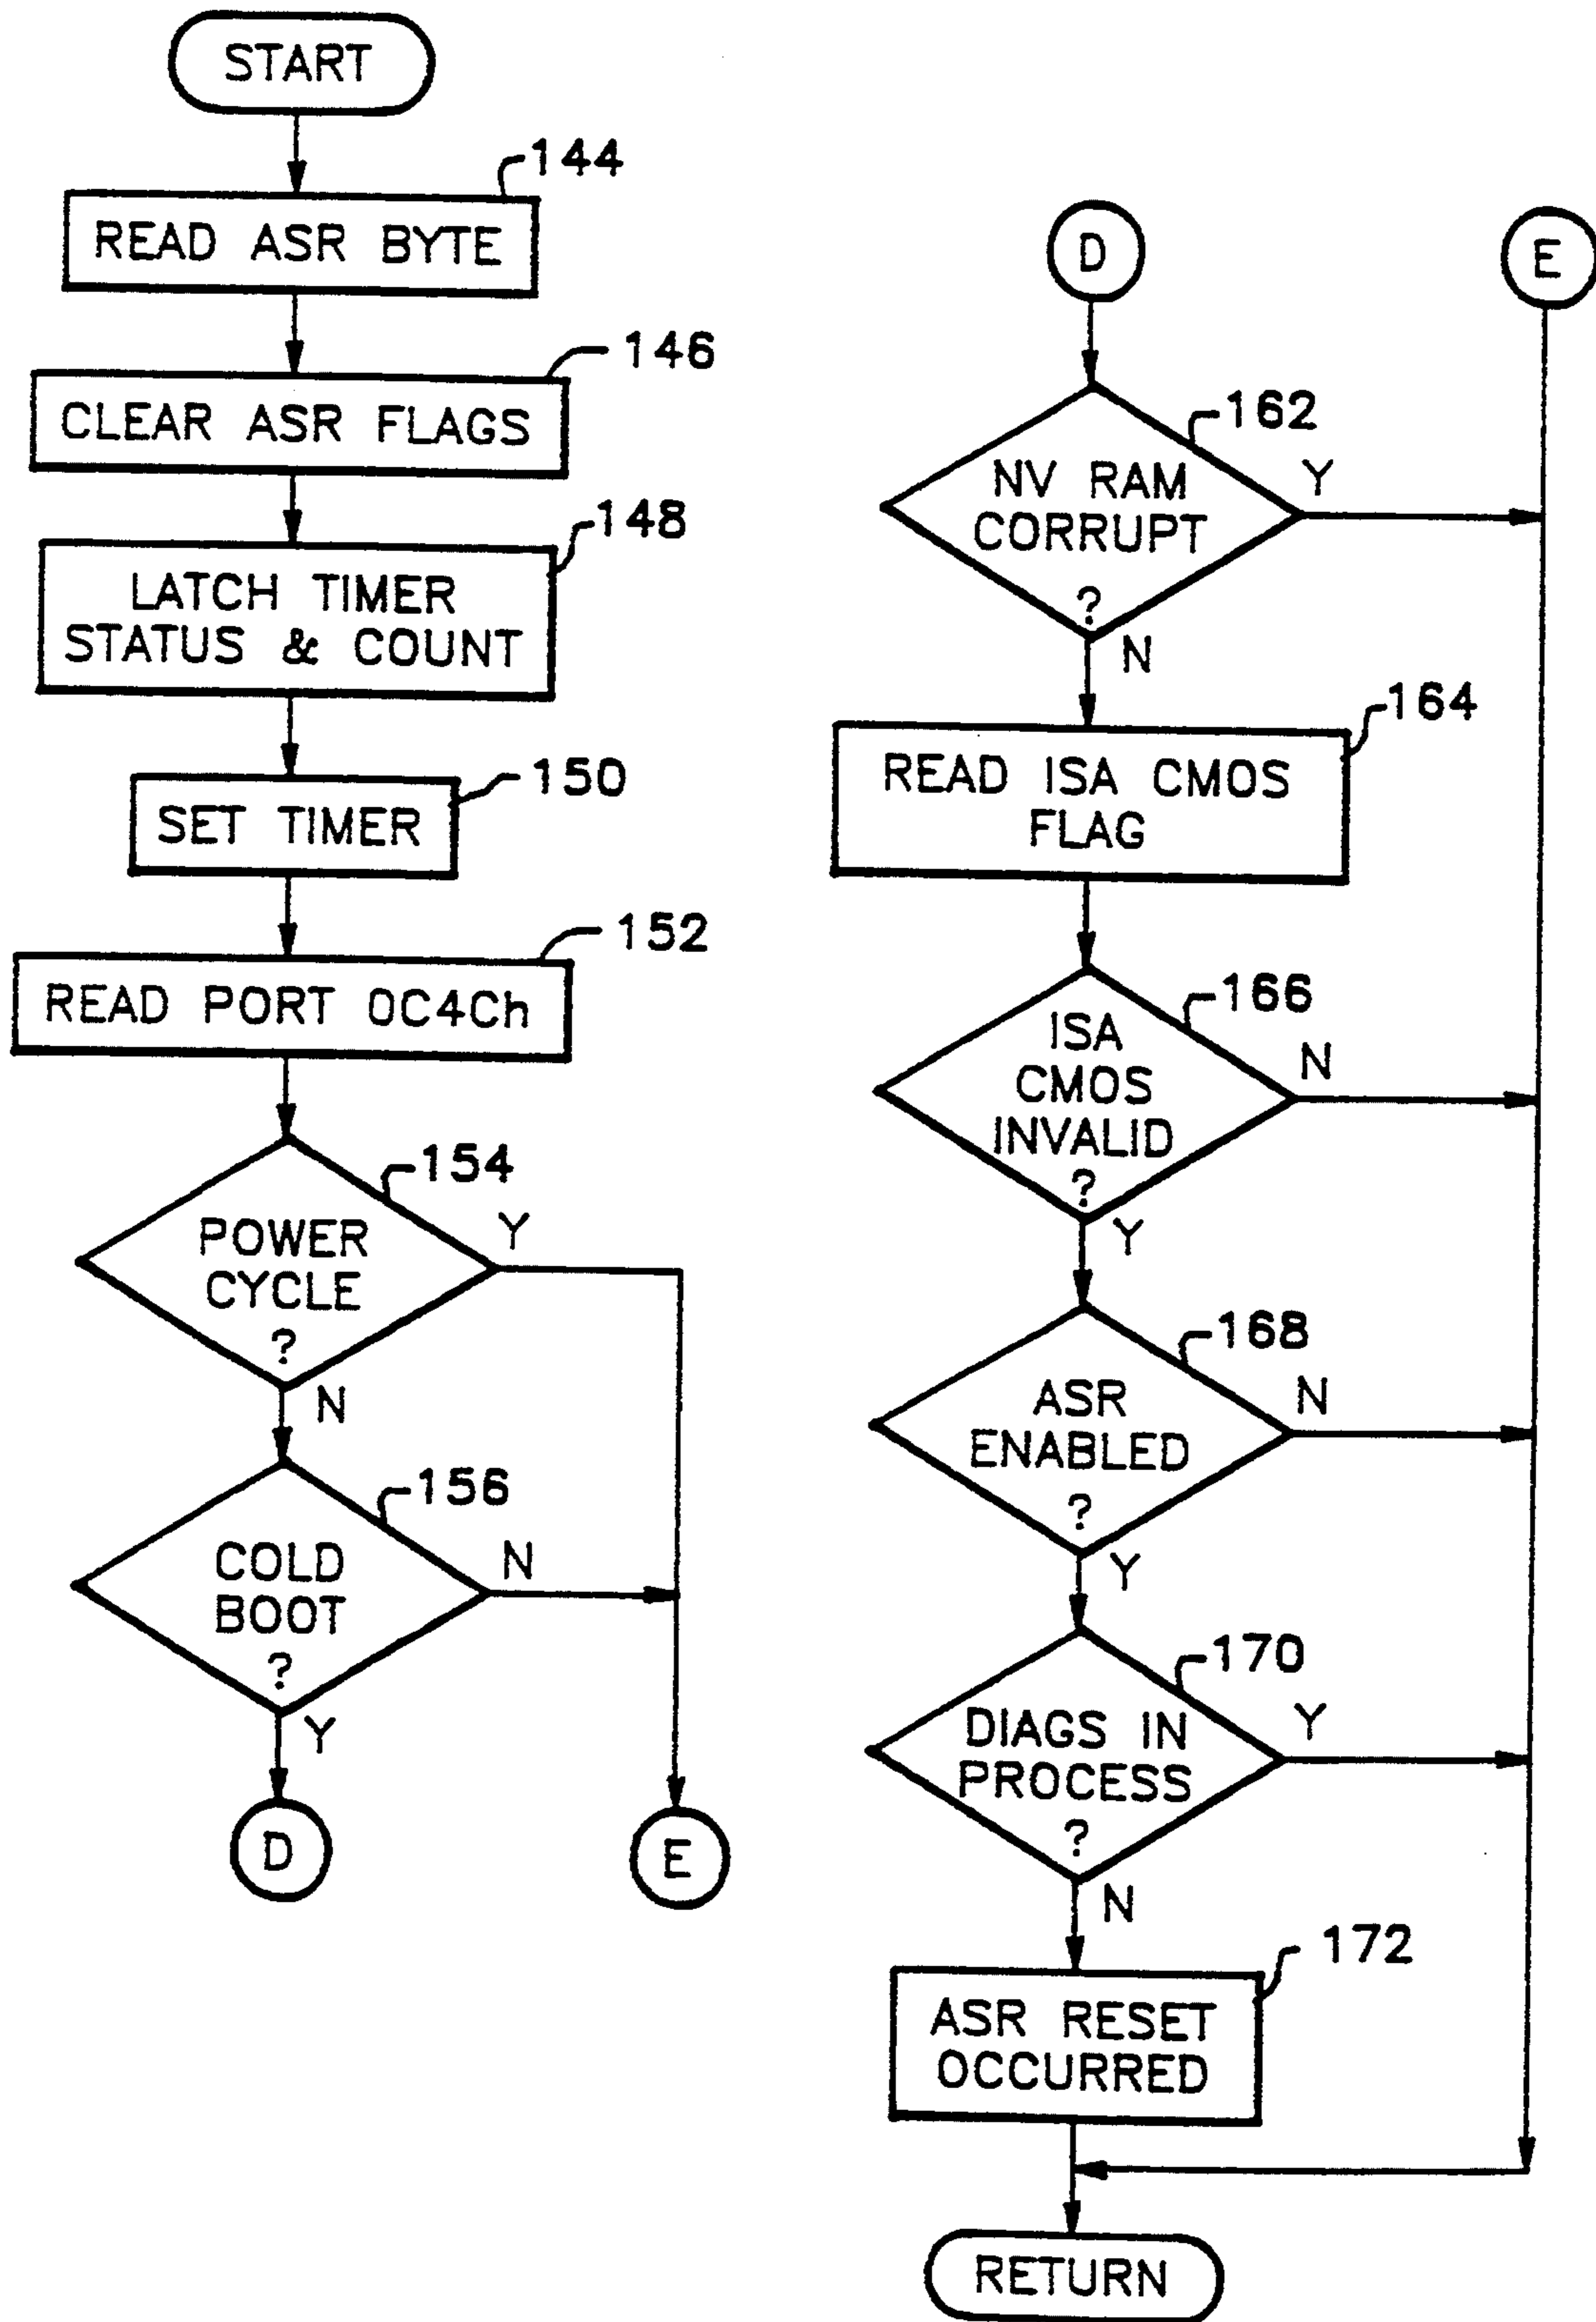 START
144
READ ASR BYTE
146
CLEAR ASR FLAGS
148
LATCH TIMER
STATUS & COUNT
150
SET TIMER
152
READ PORT 0C4Ch
154
POWER
CYCLE
?
Y
N
156
COLD
BOOT
?
N
Y
D
E
D
E
162
NV RAM
CORRUPT
?
Y
N
164
READ ISA CMOS
FLAG
166
ISA
CMOS
INVALID
?
N
Y
168
ASR
ENABLED
?
N
Y
170
DIAGS IN
PROCESS
?
Y
N
172
ASR RESET
OCCURRED
RETURN